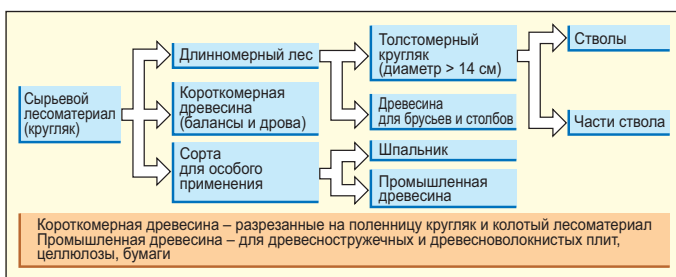 Сырьевой
лесоматериал
(кругляк)
Длинномерный лес
Короткомерная
древесина
(балансы и дрова)
Сорта
для особого
применения
Толстомерный
кругляк
(диаметр > 14 см)
Древесина
для брусьев и столбов
Шпальник
Промышленная
древесина
Стволы
Части ствола
Короткомерная древесина – разрезанные на поленницу кругляк и колотый лесоматериал
Промышленная древесина – для древесностружечных и древесноволокнистых плит,
целлюлозы, бумаги